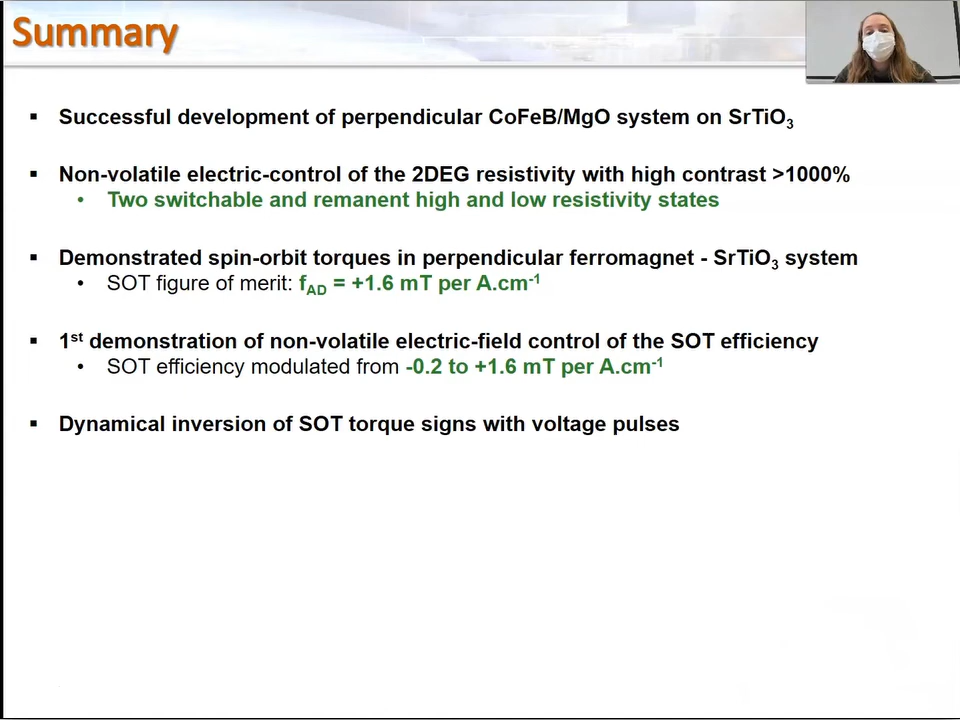 Summary
▪ Successful development of perpendicular CoFeB/MgO system on SrTiO₃
▪ Non-volatile electric-control of the 2DEG resistivity with high contrast >1000%
• Two switchable and remanent high and low resistivity states
▪ Demonstrated spin-orbit torques in perpendicular ferromagnet - SrTiO₃ system
• SOT figure of merit: f_AD = +1.6 mT per A.cm⁻¹
▪ 1ˢᵗ demonstration of non-volatile electric-field control of the SOT efficiency
• SOT efficiency modulated from -0.2 to +1.6 mT per A.cm⁻¹
▪ Dynamical inversion of SOT torque signs with voltage pulses